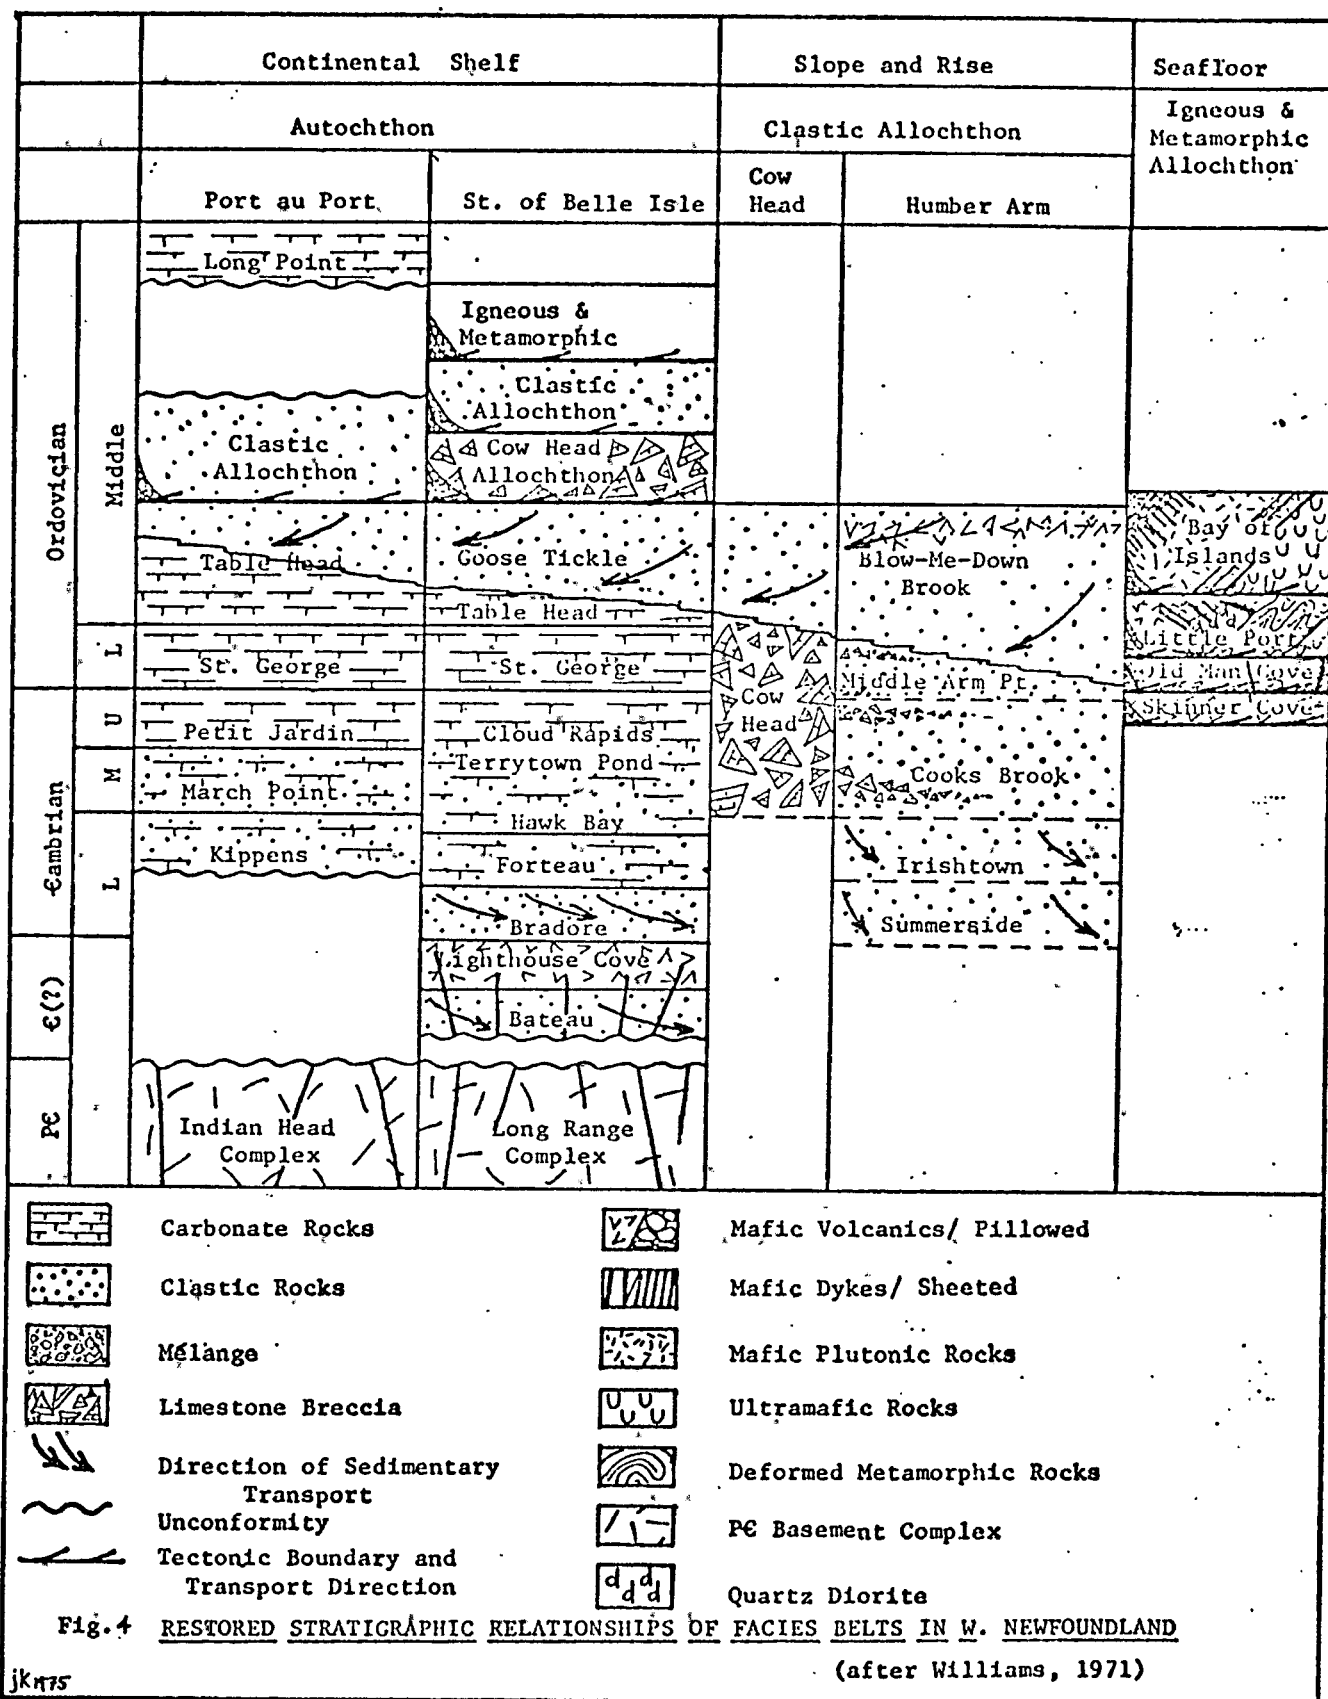 Continental Shelf
Slope and Rise
Seafloor
Autochthon
Clastic Allochthon
Igneous &
Metamorphic
Allochthon
Port au Port
St. of Belle Isle
Cow
Head
Humber Arm
Ordovician
Middle
L
Єambrian
U
M
L
Є(?)
PЄ
Long Point
Clastic
Allochthon
Table Head
St. George
Petit Jardin
March Point
Kippens
Indian Head
Complex
Igneous &
Metamorphic
Clastic
Allochthon
Cow Head
Allochthon
Goose Tickle
Table Head
St. George
Cloud Rapids
Terrytown Pond
Hawk Bay
Forteau
Bradore
Lighthouse Cove
Bateau
Long Range
Complex
Cow
Head
Blow-Me-Down
Brook
Middle Arm Pt.
Cooks Brook
Irishtown
Summerside
Bay of
Islands
Little Port
Old Man Cove
Skinner Cove
Carbonate Rocks
Clastic Rocks
Mélange
Limestone Breccia
Direction of Sedimentary
Transport
Unconformity
Tectonic Boundary and
Transport Direction
Mafic Volcanics/ Pillowed
Mafic Dykes/ Sheeted
Mafic Plutonic Rocks
Ultramafic Rocks
Deformed Metamorphic Rocks
PЄ Basement Complex
d d d d
Quartz Diorite
Fig.4 RESTORED STRATIGRAPHIC RELATIONSHIPS OF FACIES BELTS IN W. NEWFOUNDLAND
(after Williams, 1971)
jk 1975